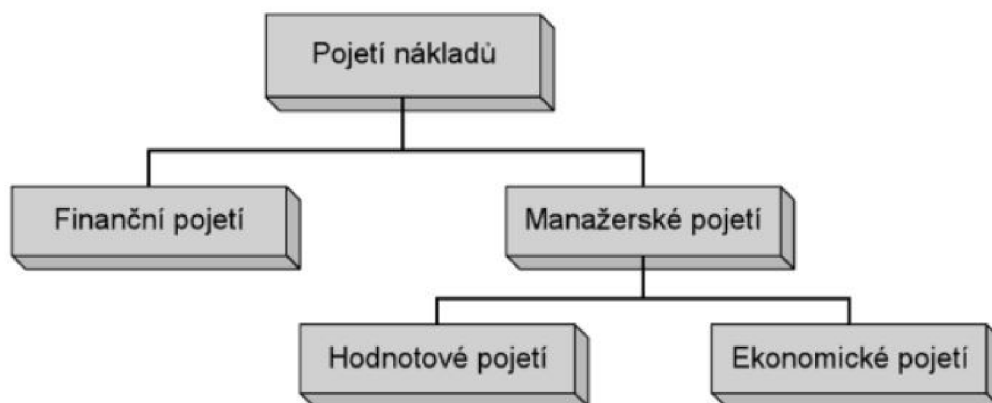 Pojetí nákladů
Finanční pojetí
Manažerské pojetí
Hodnotové pojetí
Ekonomické pojetí